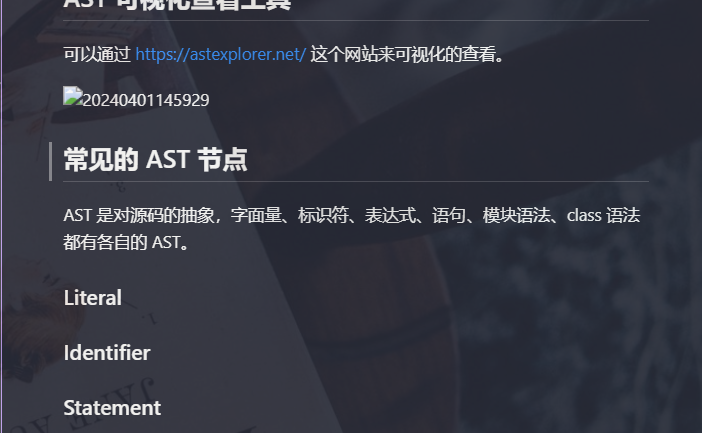 AST 可视化查看工具
可以通过 https://astexplorer.net/ 这个网站来可视化的查看。
20240401145929
常见的 AST 节点
AST 是对源码的抽象，字面量、标识符、表达式、语句、模块语法、class 语法
都有各自的 AST。
Literal
Identifier
Statement